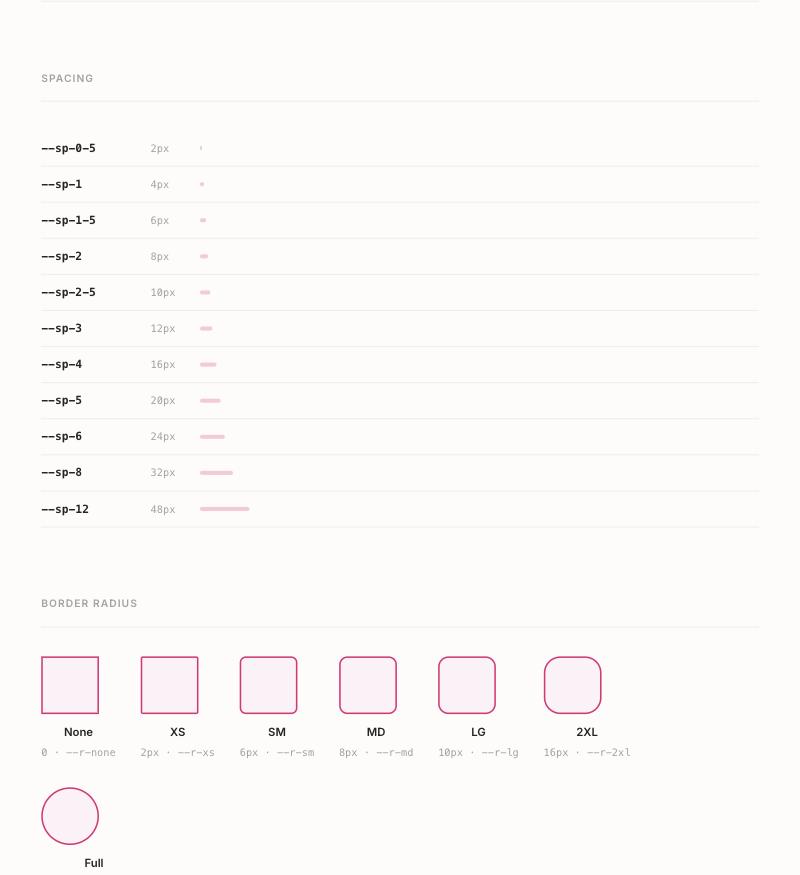 SPACING
--sp-0-5 2px
--sp-1 4px
--sp-1-5 6px
--sp-2 8px
--sp-2-5 10px
--sp-3 12px
--sp-4 16px
--sp-5 20px
--sp-6 24px
--sp-8 32px
--sp-12 48px
BORDER RADIUS
None XS SM MD LG 2XL
0 · --r-none 2px · --r-xs 6px · --r-sm 8px · --r-md 10px · --r-lg 16px · --r-2xl
Full